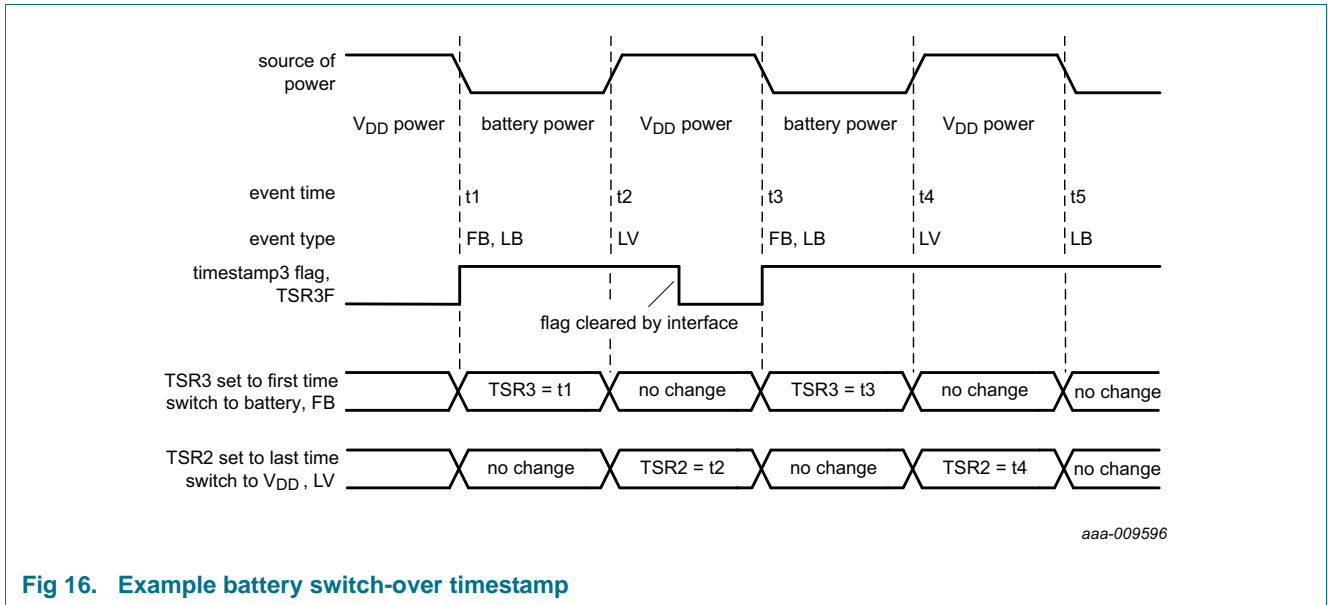 source of
power
V_DD power battery power V_DD power battery power V_DD power
event time t1 t2 t3 t4 t5
event type FB, LB LV FB, LB LV LB
timestamp3 flag,
TSR3F
flag cleared by interface
TSR3 set to first time
switch to battery, FB
TSR3 = t1 no change TSR3 = t3 no change no change
TSR2 set to last time
switch to V_DD , LV
no change TSR2 = t2 no change TSR2 = t4 no change
aaa-009596
Fig 16. Example battery switch-over timestamp